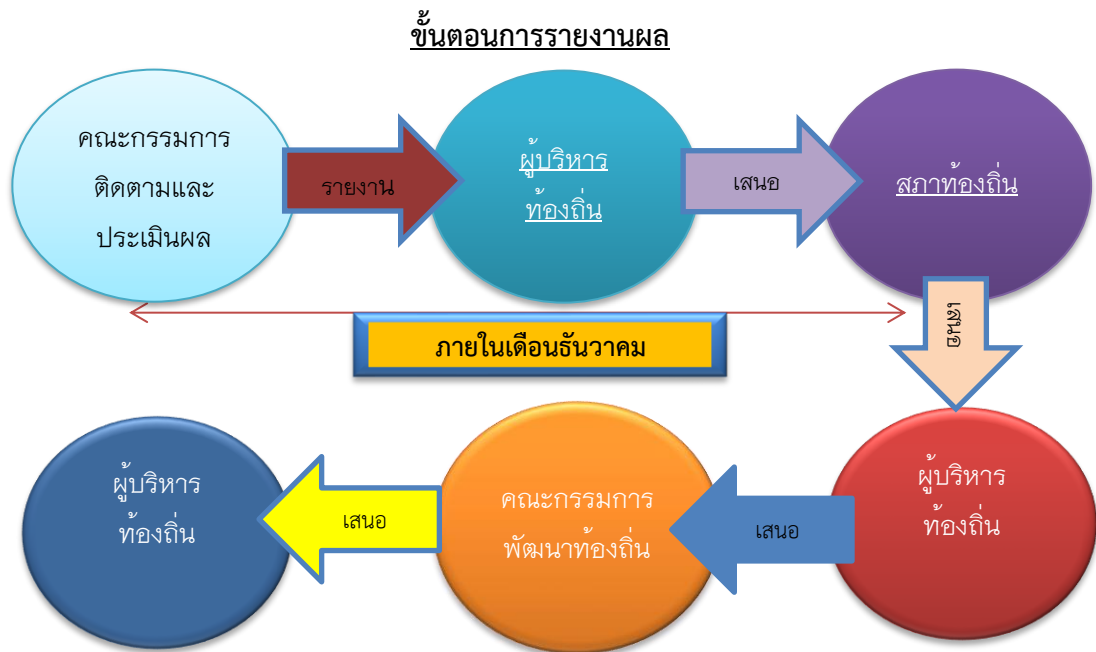 ขั้นตอนการรายงานผล
คณะกรรมการ
ติดตามและ
ประเมินผล
รายงาน
ผู้บริหาร
ท้องถิ่น
เสนอ
สภาท้องถิ่น
เสนอ
ภายในเดือนธันวาคม
ผู้บริหาร
ท้องถิ่น
เสนอ
คณะกรรมการ
พัฒนาท้องถิ่น
เสนอ
ผู้บริหาร
ท้องถิ่น